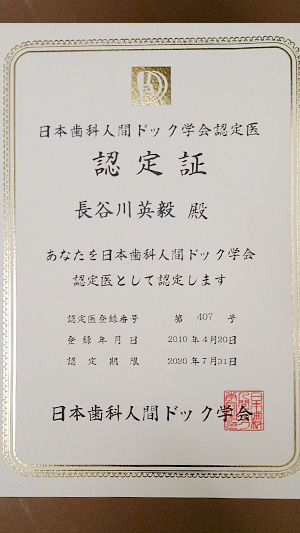 日本歯科人間ドック学会認定医
認定証
長谷川英毅 殿
あなたを日本歯科人間ドック学会
認定医として認定します
認定医登録番号 第 407 号
登録年月日 2010年4月20日
認定期限 2020年7月31日
日本歯科人間ドック学会